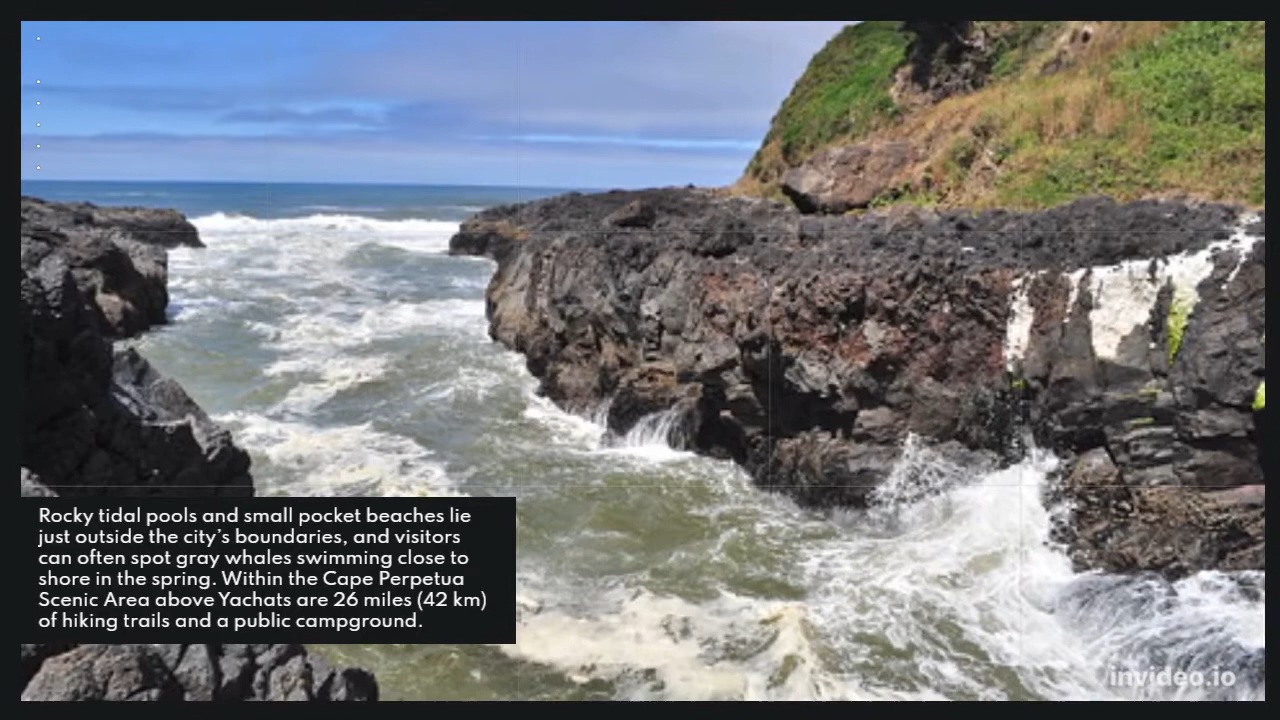 Rocky tidal pools and small pocket beaches lie
just outside the city's boundaries, and visitors
can often spot gray whales swimming close to
shore in the spring. Within the Cape Perpetua
Scenic Area above Yachats are 26 miles (42 km)
of hiking trails and a public campground.
invideo.io